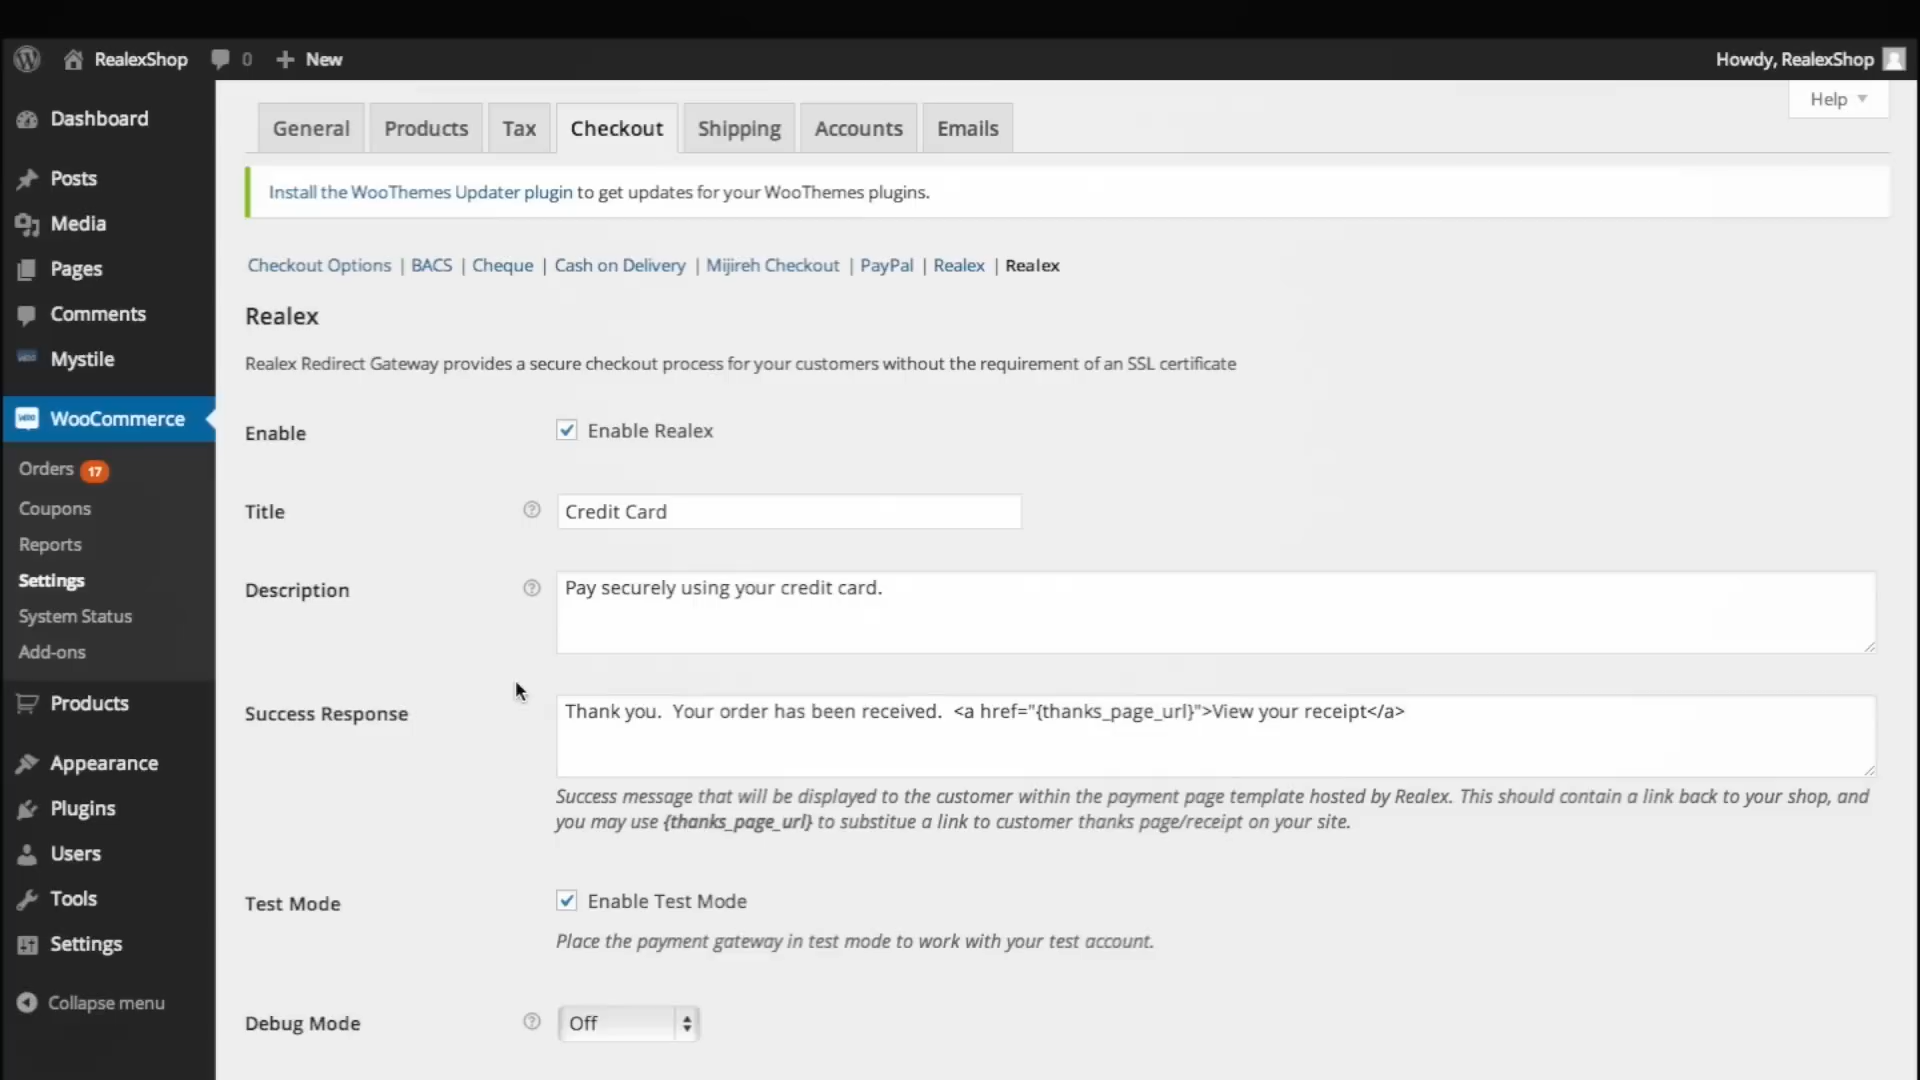 RealexShop 0 New Howdy, RealexShop
Help
Dashboard
Posts
Media
Pages
Comments
Mystile
WooCommerce
Orders 17
Coupons
Reports
Settings
System Status
Add-ons
Products
Appearance
Plugins
Users
Tools
Settings
Collapse menu
General Products Tax Checkout Shipping Accounts Emails
Install the WooThemes Updater plugin to get updates for your WooThemes plugins.
Checkout Options | BACS | Cheque | Cash on Delivery | Mijireh Checkout | PayPal | Realex | Realex
Realex
Realex Redirect Gateway provides a secure checkout process for your customers without the requirement of an SSL certificate
Enable Enable Realex
Title ? Credit Card
Description ? Pay securely using your credit card.
Success Response Thank you.  Your order has been received.  <a href="{thanks_page_url}">View your receipt</a>
Success message that will be displayed to the customer within the payment page template hosted by Realex. This should contain a link back to your shop, and
you may use {thanks_page_url} to substitue a link to customer thanks page/receipt on your site.
Test Mode Enable Test Mode
Place the payment gateway in test mode to work with your test account.
Debug Mode ? Off